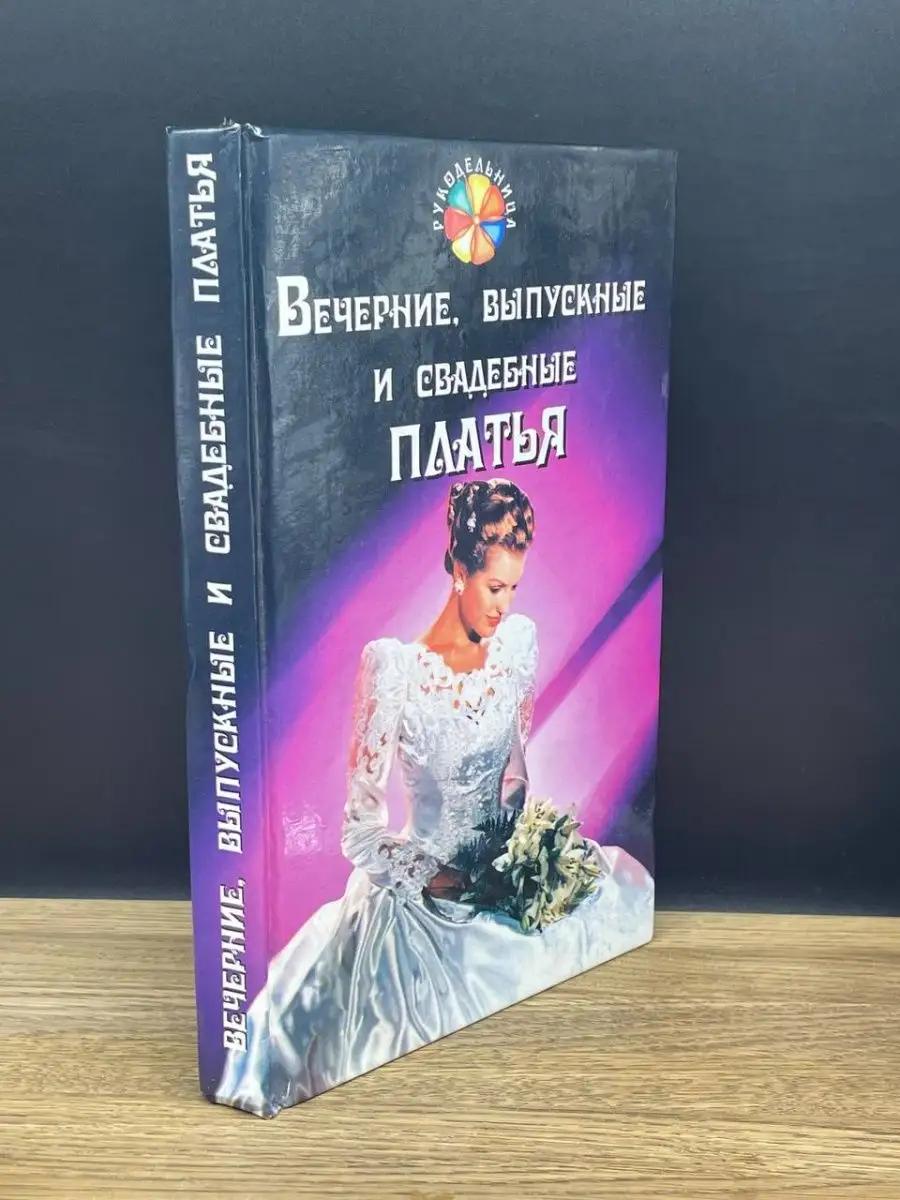 РУКОДЕЛЬНИЦА
ВЕЧЕРНИЕ, ВЫПУСКНЫЕ
И СВАДЕБНЫЕ
ПЛАТЬЯ
ВЕЧЕРНИЕ, ВЫПУСКНЫЕ И СВАДЕБНЫЕ ПЛАТЬЯ